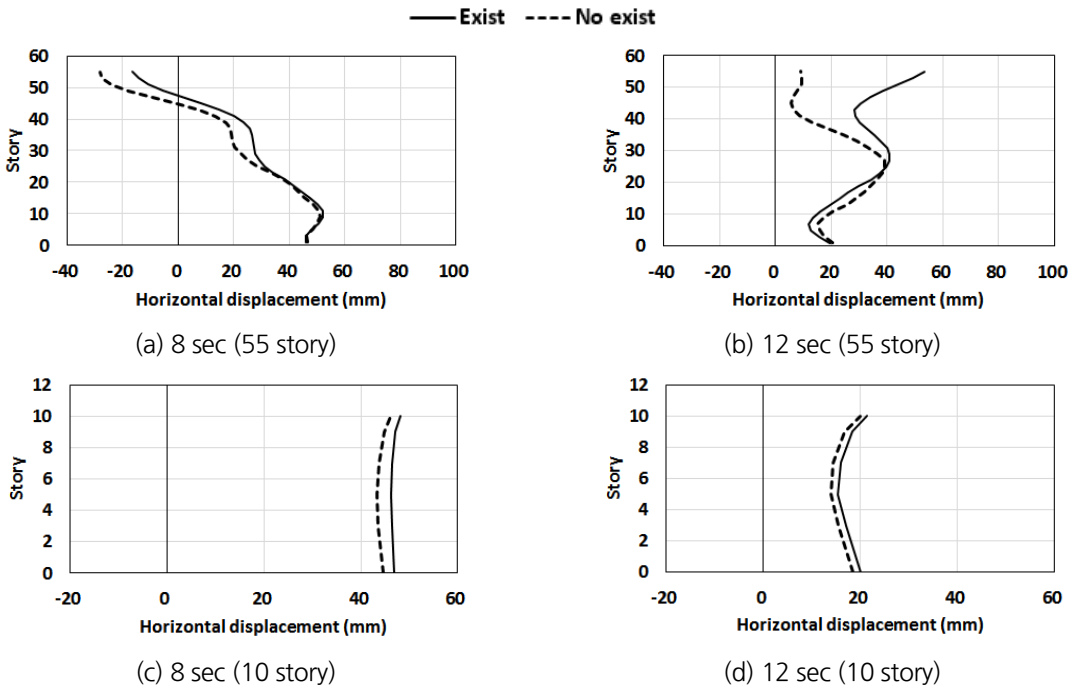 Exist No exist
60
50
40
30
20
10
0
Story
-40 -20 0 20 40 60 80 100
Horizontal displacement (mm)
(a) 8 sec (55 story)
60
50
40
30
20
10
0
Story
-40 -20 0 20 40 60 80 100
Horizontal displacement (mm)
(b) 12 sec (55 story)
12
10
8
6
4
2
0
Story
-20 0 20 40 60
Horizontal displacement (mm)
(c) 8 sec (10 story)
12
10
8
6
4
2
0
Story
-20 0 20 40 60
Horizontal displacement (mm)
(d) 12 sec (10 story)